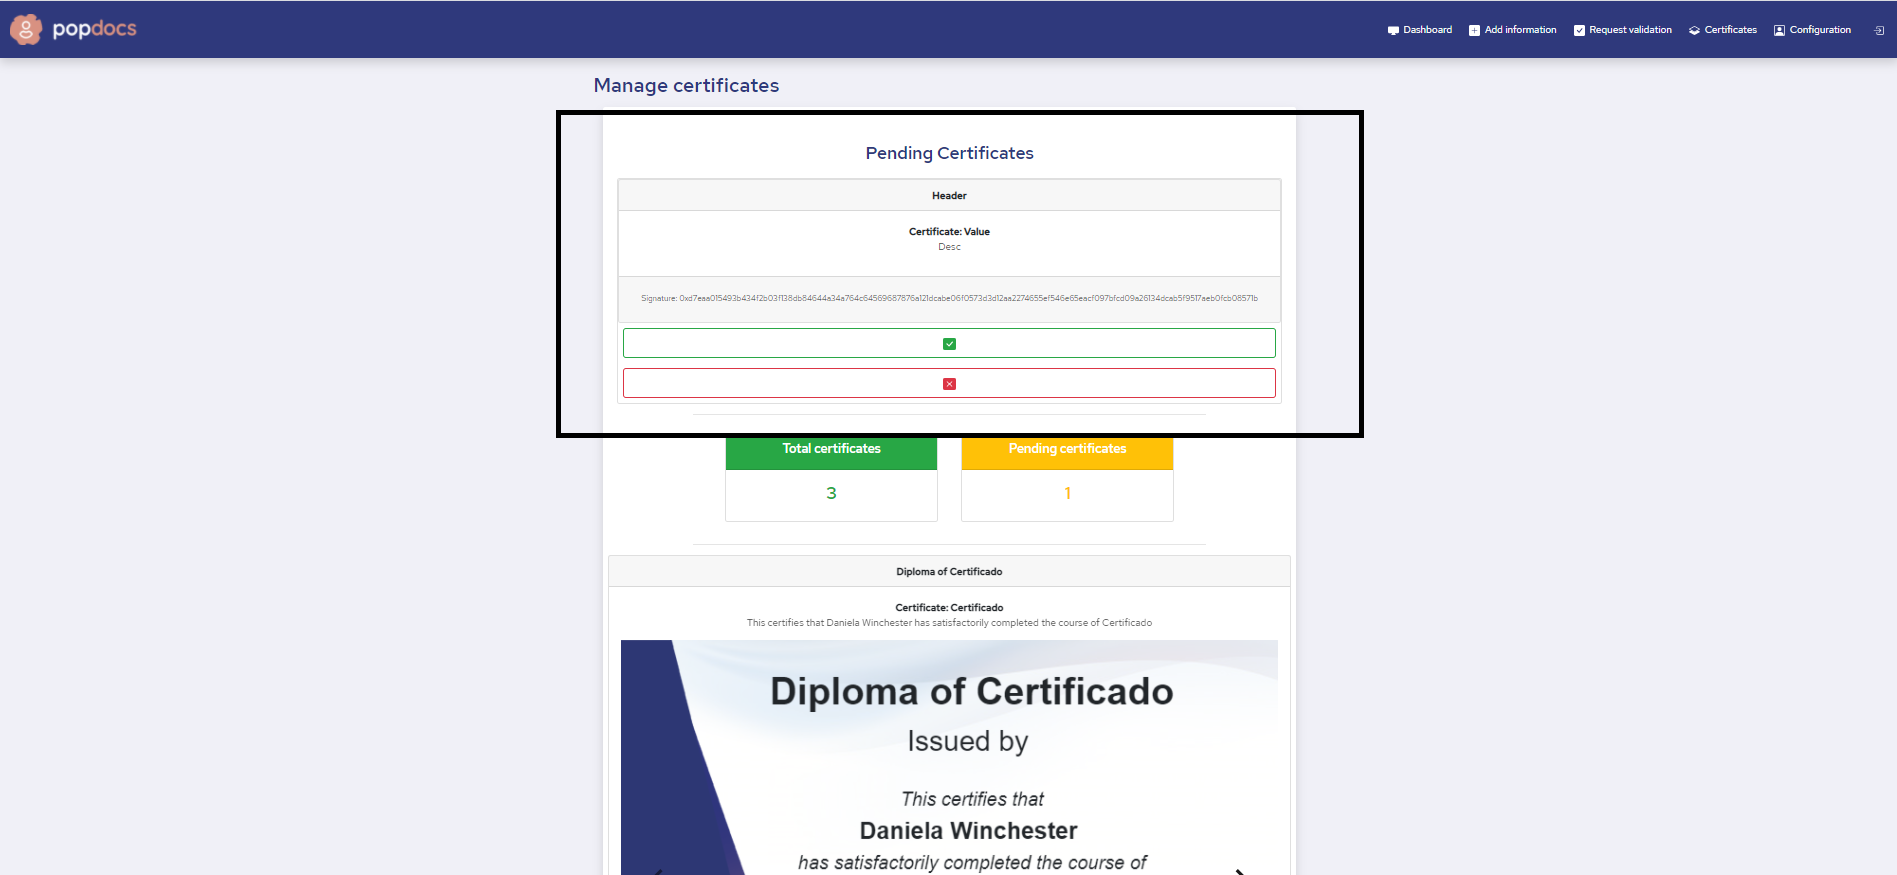 popdocs
Dashboard Add information Request validation Certificates Configuration
Manage certificates
Pending Certificates
Header
Certificate: Value
Desc
Signature: 0xd7eaa015493b434f2b03f138db84644a34a764c64569687876a121dcabe06f0573d3d12aa2274655ef546e65eacf097bfcd09a26134dcab5f9517aeb0fcb08571b
Total certificates Pending certificates
3 1
Diploma of Certificado
Certificate: Certificado
This certifies that Daniela Winchester has satisfactorily completed the course of Certificado
Diploma of Certificado
Issued by
This certifies that
Daniela Winchester
has satisfactorily completed the course of